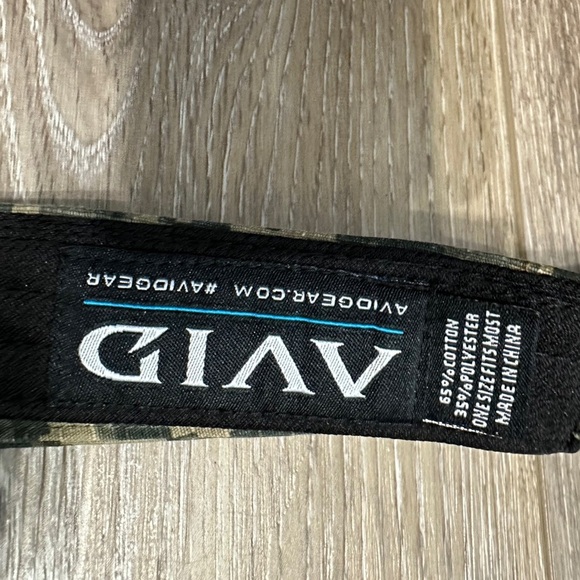 AVID
AVIDGEAR.COM #AVIDGEAR
65% COTTON
35% POLYESTER
ONE SIZE FITS MOST
MADE IN CHINA